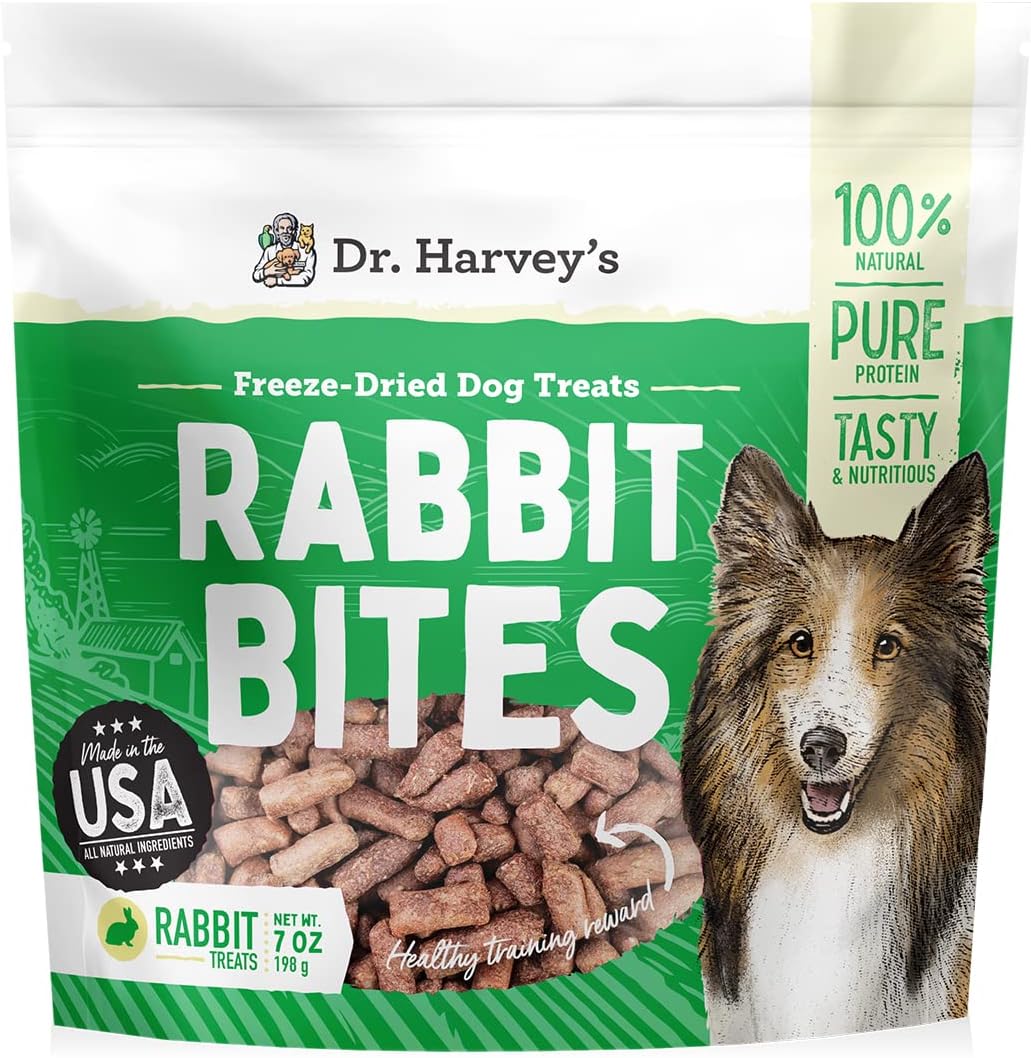 Dr. Harvey's
100%
NATURAL
PURE
PROTEIN
TASTY
& NUTRITIOUS
Freeze-Dried Dog Treats
RABBIT
BITES
Made in the
USA
ALL NATURAL INGREDIENTS
Healthy training reward
RABBIT
TREATS
NET WT.
7 OZ
198 g